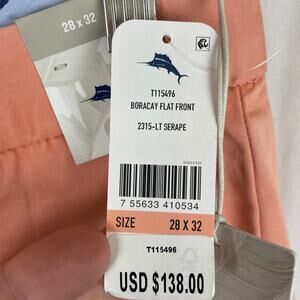 28 x 32
T115496
BORACAY FLAT FRONT
2315-LT SERAPE
7 55633 410534
SIZE 28 X 32
T115496
USD $138.00